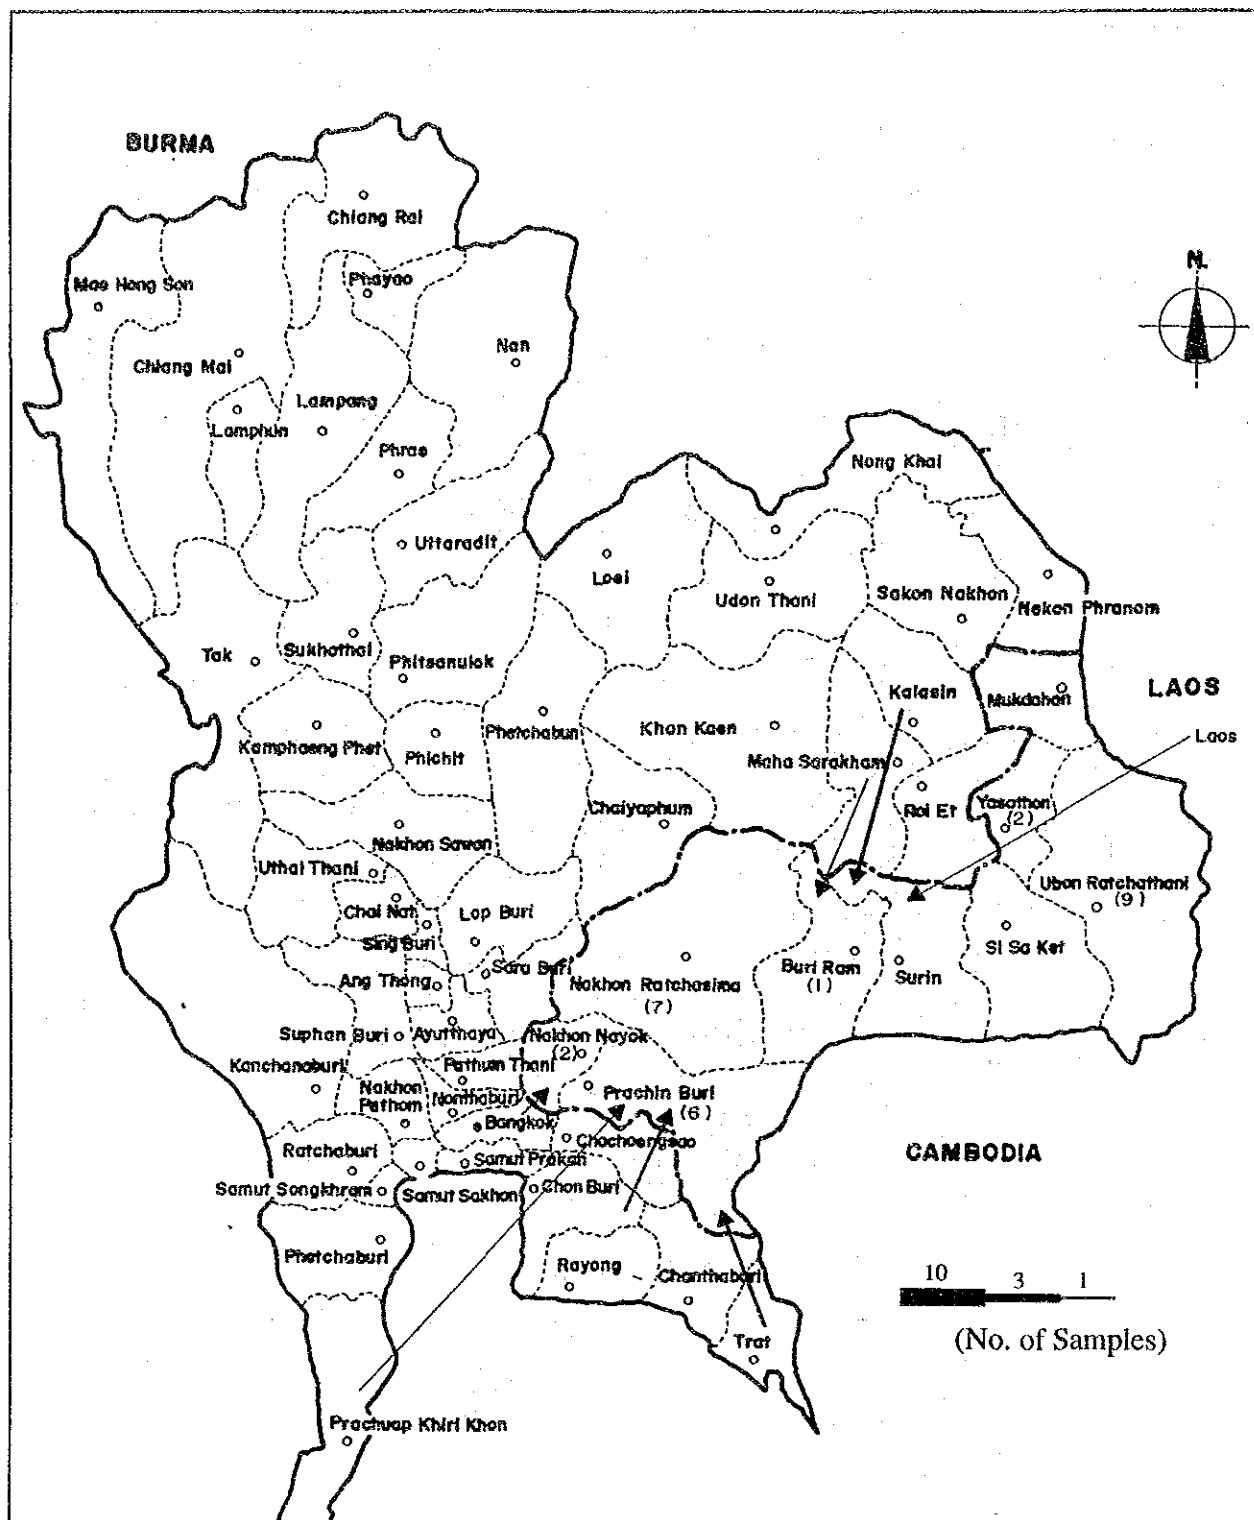 BURMA
Chiang Rai
Mae Hong Son
Phayao
N.
Nan
Chiang Mai
Lampang
Lamphun
Phrae
Nong Khai
Uttaradit
Loei
Udon Thani
Sakon Nakhon
Nakon Phranom
Tak
Sukhothai
Phitsanulok
Kalasin
Mukdahan
LAOS
Kamphaeng Phet
Phichit
Phetchabun
Khon Kaen
Laos
Maha Sarakham
Chaiyaphum
Roi Et
Yasothon
(2)
Nakhon Sawan
Uthai Thani
Ubon Ratchathani
(9)
Chai Nat
Lop Buri
Sing Buri
Si Sa Ket
Sara Buri
Ang Thong
Nakhon Ratchasima
(7)
Buri Ram
(1)
Surin
Suphan Buri
Ayutthaya
Nakhon Nayok
(2)
Kanchanaburi
Pathum Thani
Nakhon
Pathom
Nonthaburi
Prachin Buri
(6)
Bangkok
Chachoengsao
CAMBODIA
Ratchaburi
Samut Prakan
Samut Songkhram
Samut Sakhon
Chon Buri
Phetchaburi
Rayong
Chanthaburi
10 3 1
(No. of Samples)
Trat
Prachuap Khiri Khan